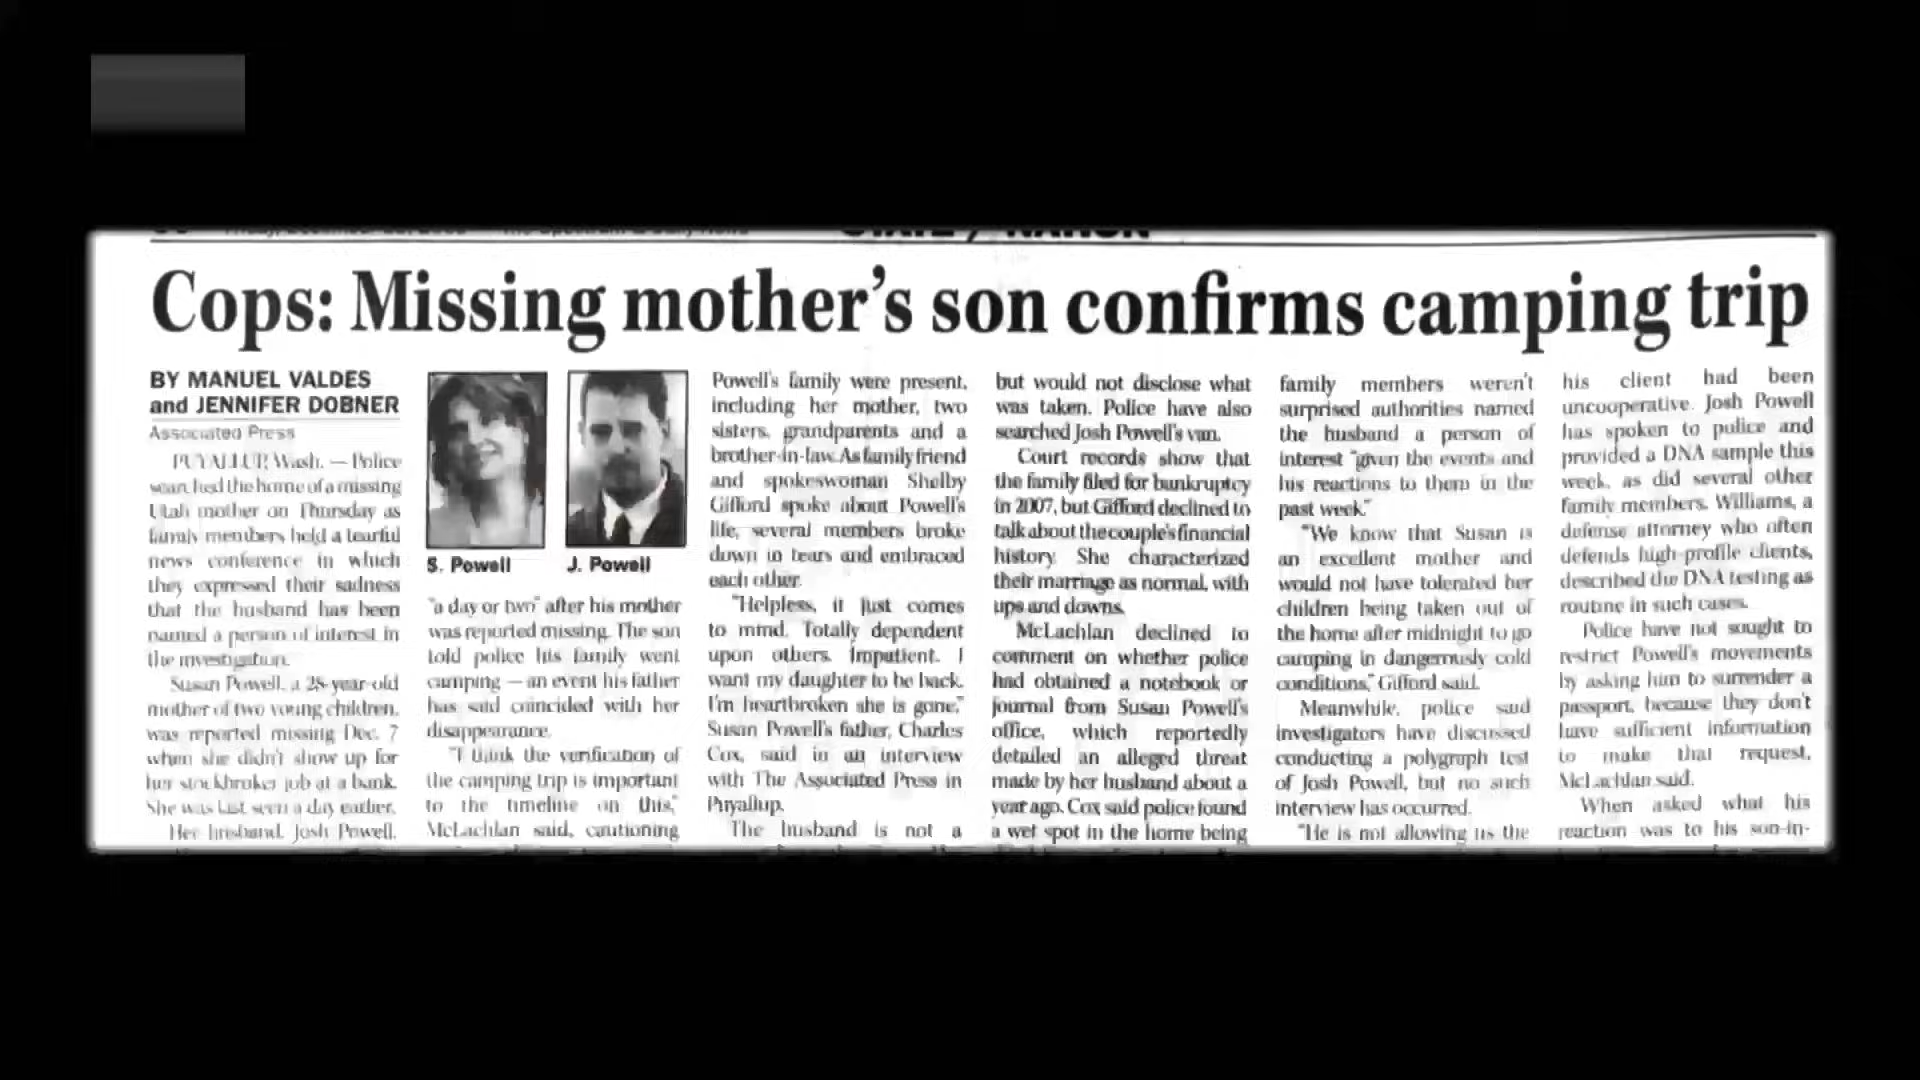 Cops: Missing mother's son confirms camping trip
BY MANUEL VALDES
and JENNIFER DOBNER
Associated Press
PUYALLUP, Wash. — Police
searched the home of a missing
Utah mother on Thursday as
family members held a tearful
news conference in which
they expressed their sadness
that the husband has been
named a person of interest in
the investigation.
Susan Powell, a 28-year-old
mother of two young children,
was reported missing Dec. 7
when she didn't show up for
her stockbroker job at a bank.
She was last seen a day earlier.
Her husband, Josh Powell,
S. Powell
J. Powell
"a day or two" after his mother
was reported missing. The son
told police his family went
camping — an event his father
has said coincided with her
disappearance.
"I think the verification of
the camping trip is important
to the timeline on this,"
McLachlan said, cautioning
Powell's family were present,
including her mother, two
sisters, grandparents and a
brother-in-law. As family friend
and spokeswoman Shelby
Gifford spoke about Powell's
life, several members broke
down in tears and embraced
each other.
"Helpless, it just comes
to mind. Totally dependent
upon others. Impatient. I
want my daughter to be back.
I'm heartbroken she is gone,"
Susan Powell's father, Charles
Cox, said in an interview
with The Associated Press in
Puyallup.
The husband is not a
but would not disclose what
was taken. Police have also
searched Josh Powell's van.
Court records show that
the family filed for bankruptcy
in 2007, but Gifford declined to
talk about the couple's financial
history. She characterized
their marriage as normal, with
ups and downs.
McLachlan declined to
comment on whether police
had obtained a notebook or
journal from Susan Powell's
office, which reportedly
detailed an alleged threat
made by her husband about a
year ago. Cox said police found
a wet spot in the home being
family members weren't
surprised authorities named
the husband a person of
interest "given the events and
his reactions to them in the
past week."
"We know that Susan is
an excellent mother and
would not have tolerated her
children being taken out of
the home after midnight to go
camping in dangerously cold
conditions," Gifford said.
Meanwhile, police said
investigators have discussed
conducting a polygraph test
of Josh Powell, but no such
interview has occurred.
"He is not allowing us the
his client had been
uncooperative. Josh Powell
has spoken to police and
provided a DNA sample this
week, as did several other
family members. Williams, a
defense attorney who often
defends high-profile clients,
described the DNA testing as
routine in such cases.
Police have not sought to
restrict Powell's movements
by asking him to surrender a
passport, because they don't
have sufficient information
to make that request,
McLachlan said.
When asked what his
reaction was to his son-in-